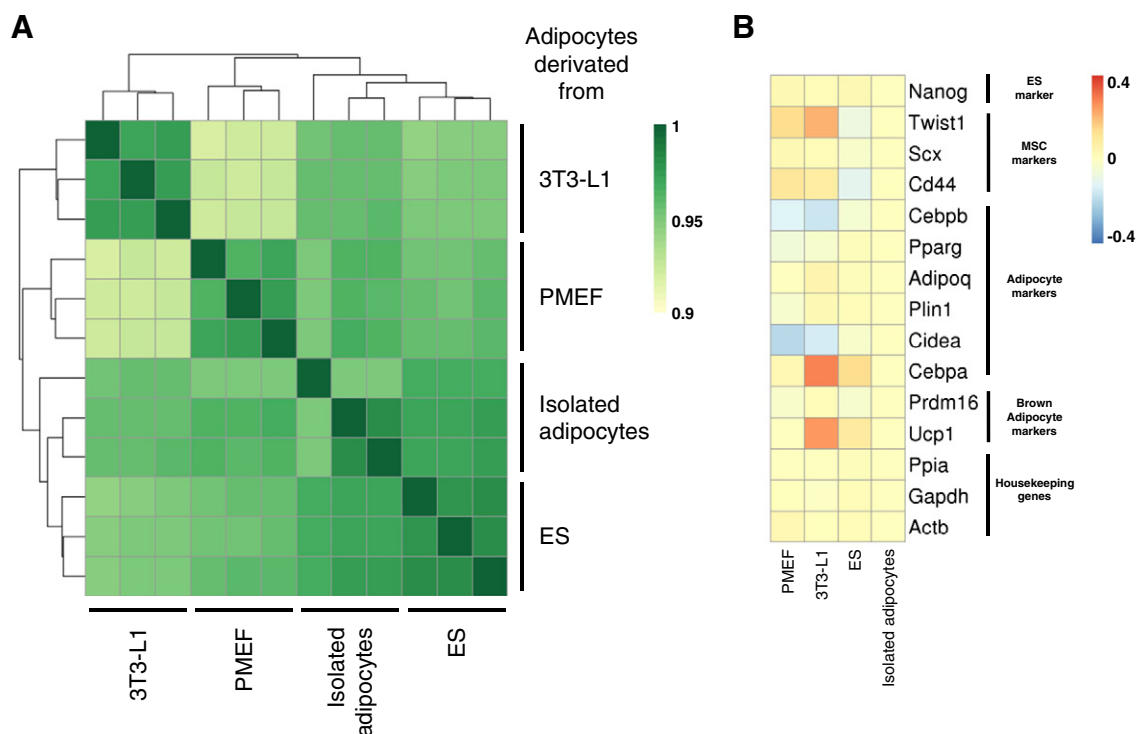 A
Adipocytes
derived
from
1
0.95
0.9
3T3-L1
PMEF
Isolated
adipocytes
ES
3T3-L1
PMEF
Isolated
adipocytes
ES
B
Nanog
Twist1
Scx
Cd44
Cebpb
Pparg
Adipoq
Plin1
Cidea
Cebpa
Prdm16
Ucp1
Ppia
Gapdh
Actb
ES
marker
MSC
markers
Adipocyte
markers
Brown
Adipocyte
markers
Housekeeping
genes
0.4
0
-0.4
PMEF
3T3-L1
ES
Isolated adipocytes